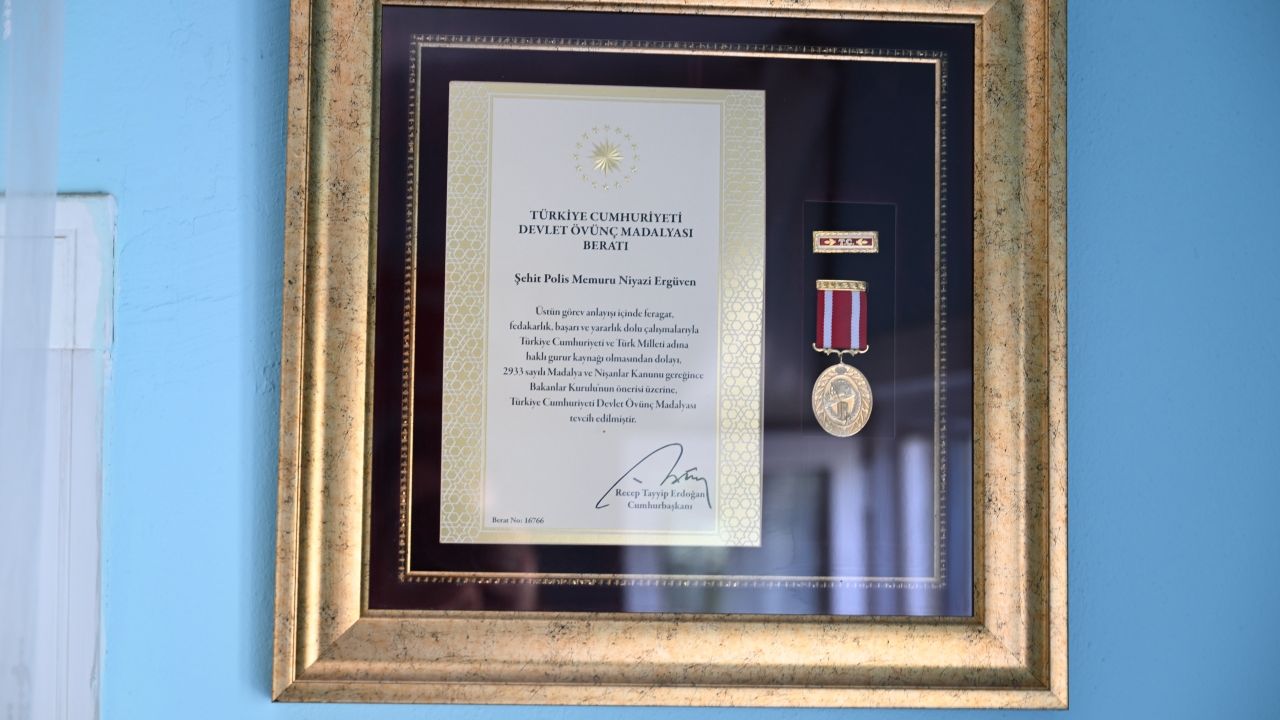 TÜRKİYE CUMHURİYETİ
DEVLET ÖVÜNÇ MADALYASI
BERATI
Şehit Polis Memuru Niyazi Ergüven
Üstün görev anlayışı içinde feragat,
fedakarlık, başarı ve yararlık dolu çalışmalarıyla
Türkiye Cumhuriyeti ve Türk Milleti adına
haklı gurur kaynağı olmasından dolayı,
2933 sayılı Madalya ve Nişanlar Kanunu gereğince
Bakanlar Kurulu'nun önerisi üzerine,
Türkiye Cumhuriyeti Devlet Övünç Madalyası
tevcih edilmiştir.
Recep Tayyip Erdoğan
Cumhurbaşkanı
Berat No: 16766
T.C.